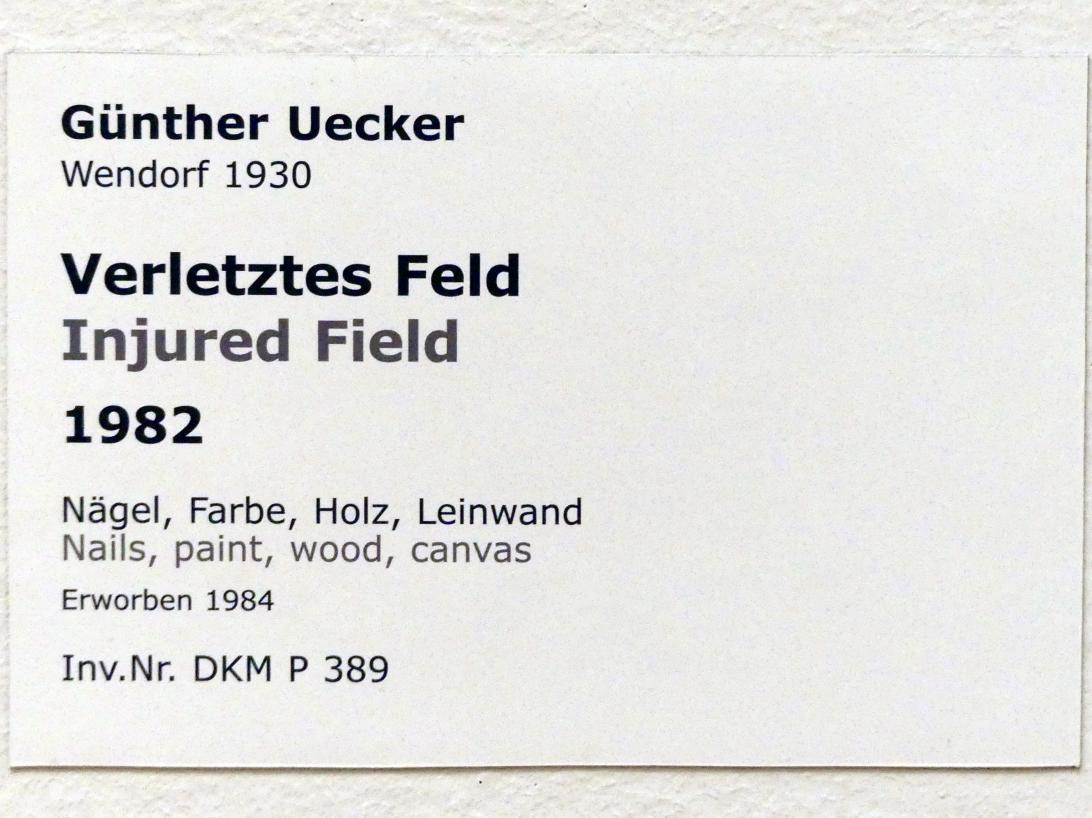 Günther Uecker
Wendorf 1930
Verletztes Feld
Injured Field
1982
Nägel, Farbe, Holz, Leinwand
Nails, paint, wood, canvas
Erworben 1984
Inv.Nr. DKM P 389